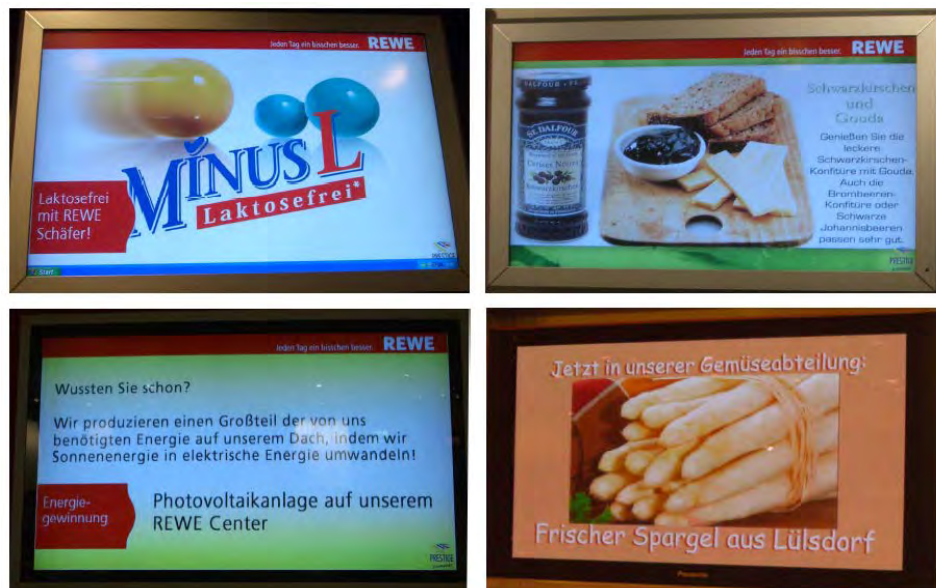 Jeden Tag ein bisschen besser. REWE
MINUS L
Laktosefrei*
Laktosefrei
mit REWE
Schäfer!
PRESTIGE
Start
Jeden Tag ein bisschen besser. REWE
Schwarzkirschen
und
Gouda
Genießen Sie die
leckere
Schwarzkirschen-
Konfitüre mit Gouda.
Auch die
Brombeeren-
Konfitüre oder
Schwarze
Johannisbeeren
passen sehr gut.
ST. DALFOUR
PRESTIGE
Jeden Tag ein bisschen besser. REWE
Wussten Sie schon?
Wir produzieren einen Großteil der von uns
benötigten Energie auf unserem Dach, indem wir
Sonnenenergie in elektrische Energie umwandeln!
Energie-
gewinnung
Photovoltaikanlage auf unserem
REWE Center
PRESTIGE
Jetzt in unserer Gemüseabteilung:
Frischer Spargel aus Lülsdorf
Panasonic